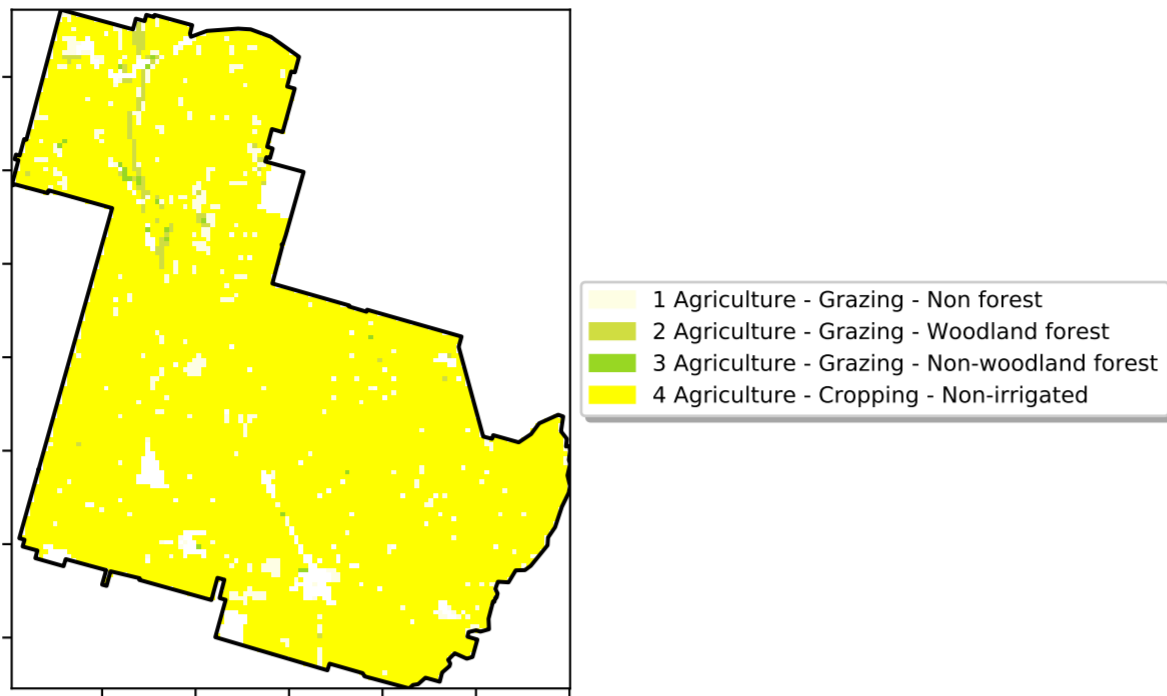 1 Agriculture - Grazing - Non forest
2 Agriculture - Grazing - Woodland forest
3 Agriculture - Grazing - Non-woodland forest
4 Agriculture - Cropping - Non-irrigated